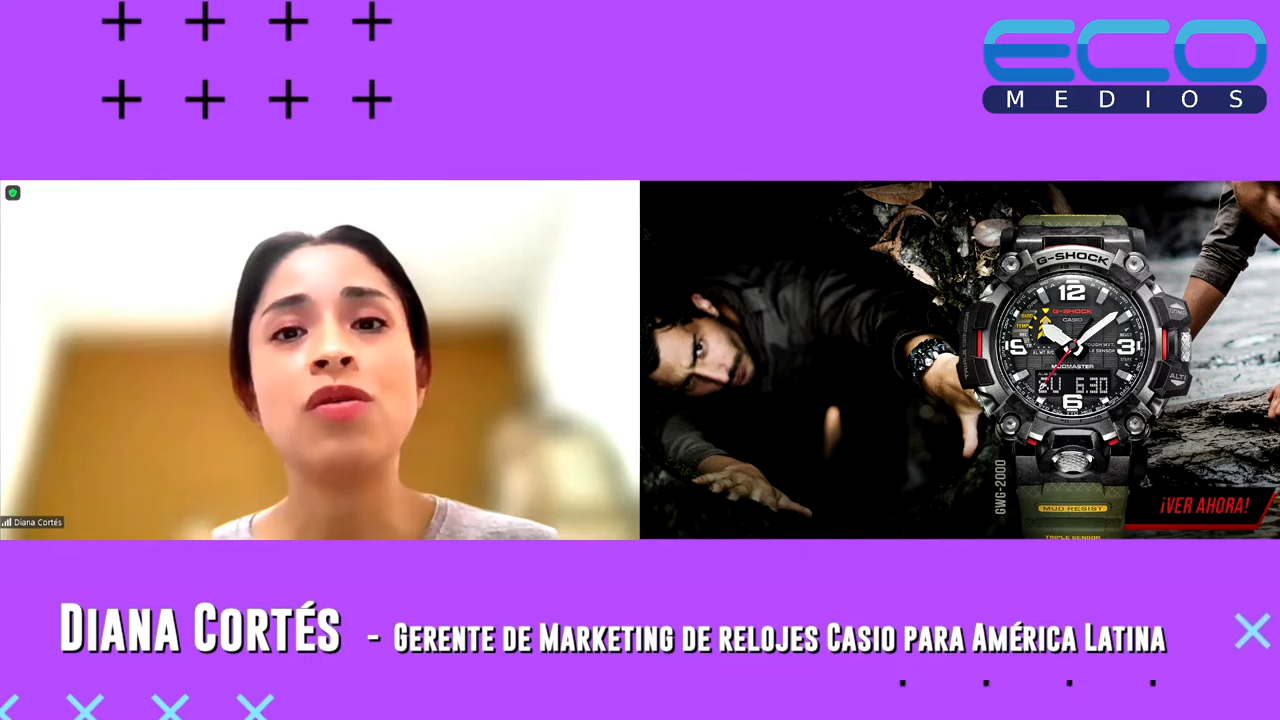 ECO
MEDIOS
G-SHOCK
12
G-SHOCK
CASIO
3
MUDMASTER
6:30
6
GWG-2000
MUD RESIST
TRIPLE SENSOR
¡VER AHORA!
Diana Cortés
Diana Cortés - Gerente de Marketing de relojes Casio para América Latina